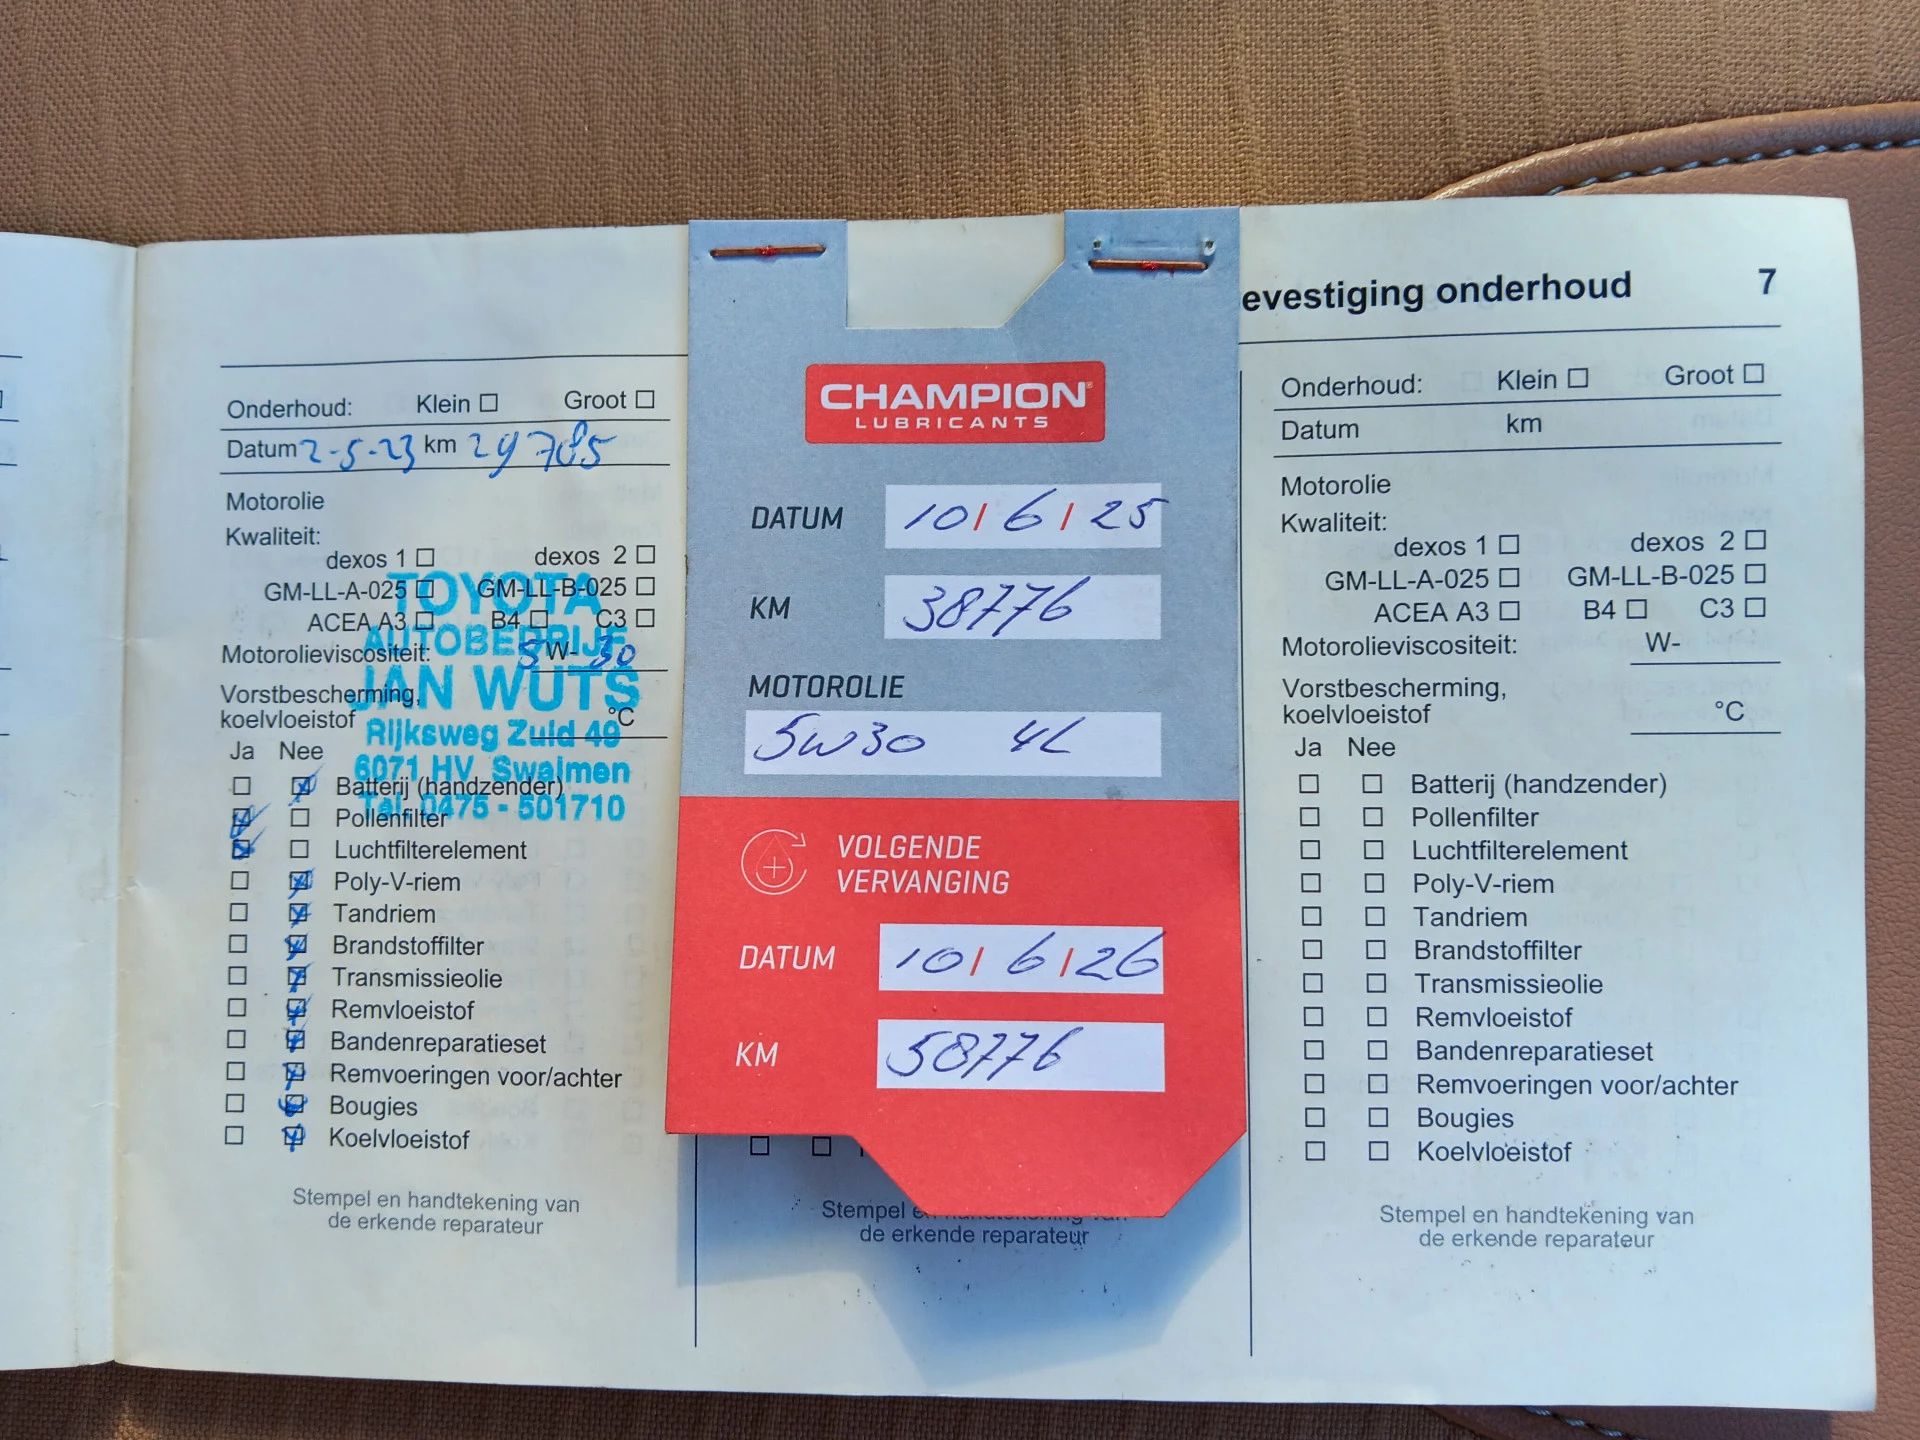 evestiging onderhoud 7
Onderhoud: Klein Groot
Datum 2-5-23 km 29785
Motorolie
Kwaliteit:
dexos 1 dexos 2
GM-LL-A-025 GM-LL-B-025
ACEA A3 B4 C3
Motorolieviscositeit: 5 W- 30
Vorstbescherming,
koelvloeistof °C
Ja Nee
Batterij (handzender)
Pollenfilter
Luchtfilterelement
Poly-V-riem
Tandriem
Brandstoffilter
Transmissieolie
Remvloeistof
Bandenreparatieset
Remvoeringen voor/achter
Bougies
Koelvloeistof
Stempel en handtekening van
de erkende reparateur
TOYOTA
AUTOBEDRIJF
JAN WUTS
Rijksweg Zuid 49
6071 HV Swalmen
Tel. 0475 - 501710
CHAMPION®
LUBRICANTS
DATUM 10/6/25
KM 38776
MOTOROLIE
5W30 4L
VOLGENDE
VERVANGING
DATUM 10/6/26
KM 58776
Stempel en handtekening van
de erkende reparateur
Onderhoud: Klein Groot
Datum km
Motorolie
Kwaliteit:
dexos 1 dexos 2
GM-LL-A-025 GM-LL-B-025
ACEA A3 B4 C3
Motorolieviscositeit: W-
Vorstbescherming,
koelvloeistof °C
Ja Nee
Batterij (handzender)
Pollenfilter
Luchtfilterelement
Poly-V-riem
Tandriem
Brandstoffilter
Transmissieolie
Remvloeistof
Bandenreparatieset
Remvoeringen voor/achter
Bougies
Koelvloeistof
Stempel en handtekening van
de erkende reparateur